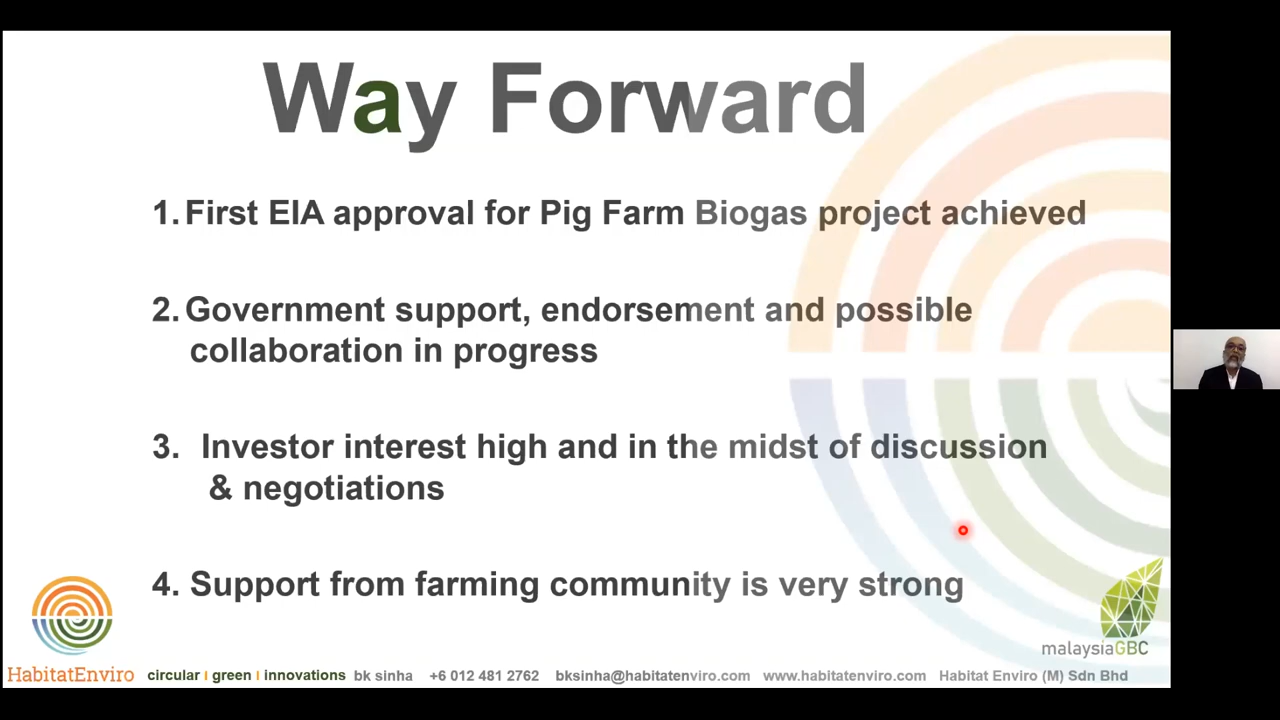 Way Forward
1. First EIA approval for Pig Farm Biogas project achieved
2. Government support, endorsement and possible
collaboration in progress
3. Investor interest high and in the midst of discussion
& negotiations
4. Support from farming community is very strong
malaysiaGBC
HabitatEnviro circular | green | innovations bk sinha +6 012 481 2762 bksinha@habitatenviro.com www.habitatenviro.com Habitat Enviro (M) Sdn Bhd